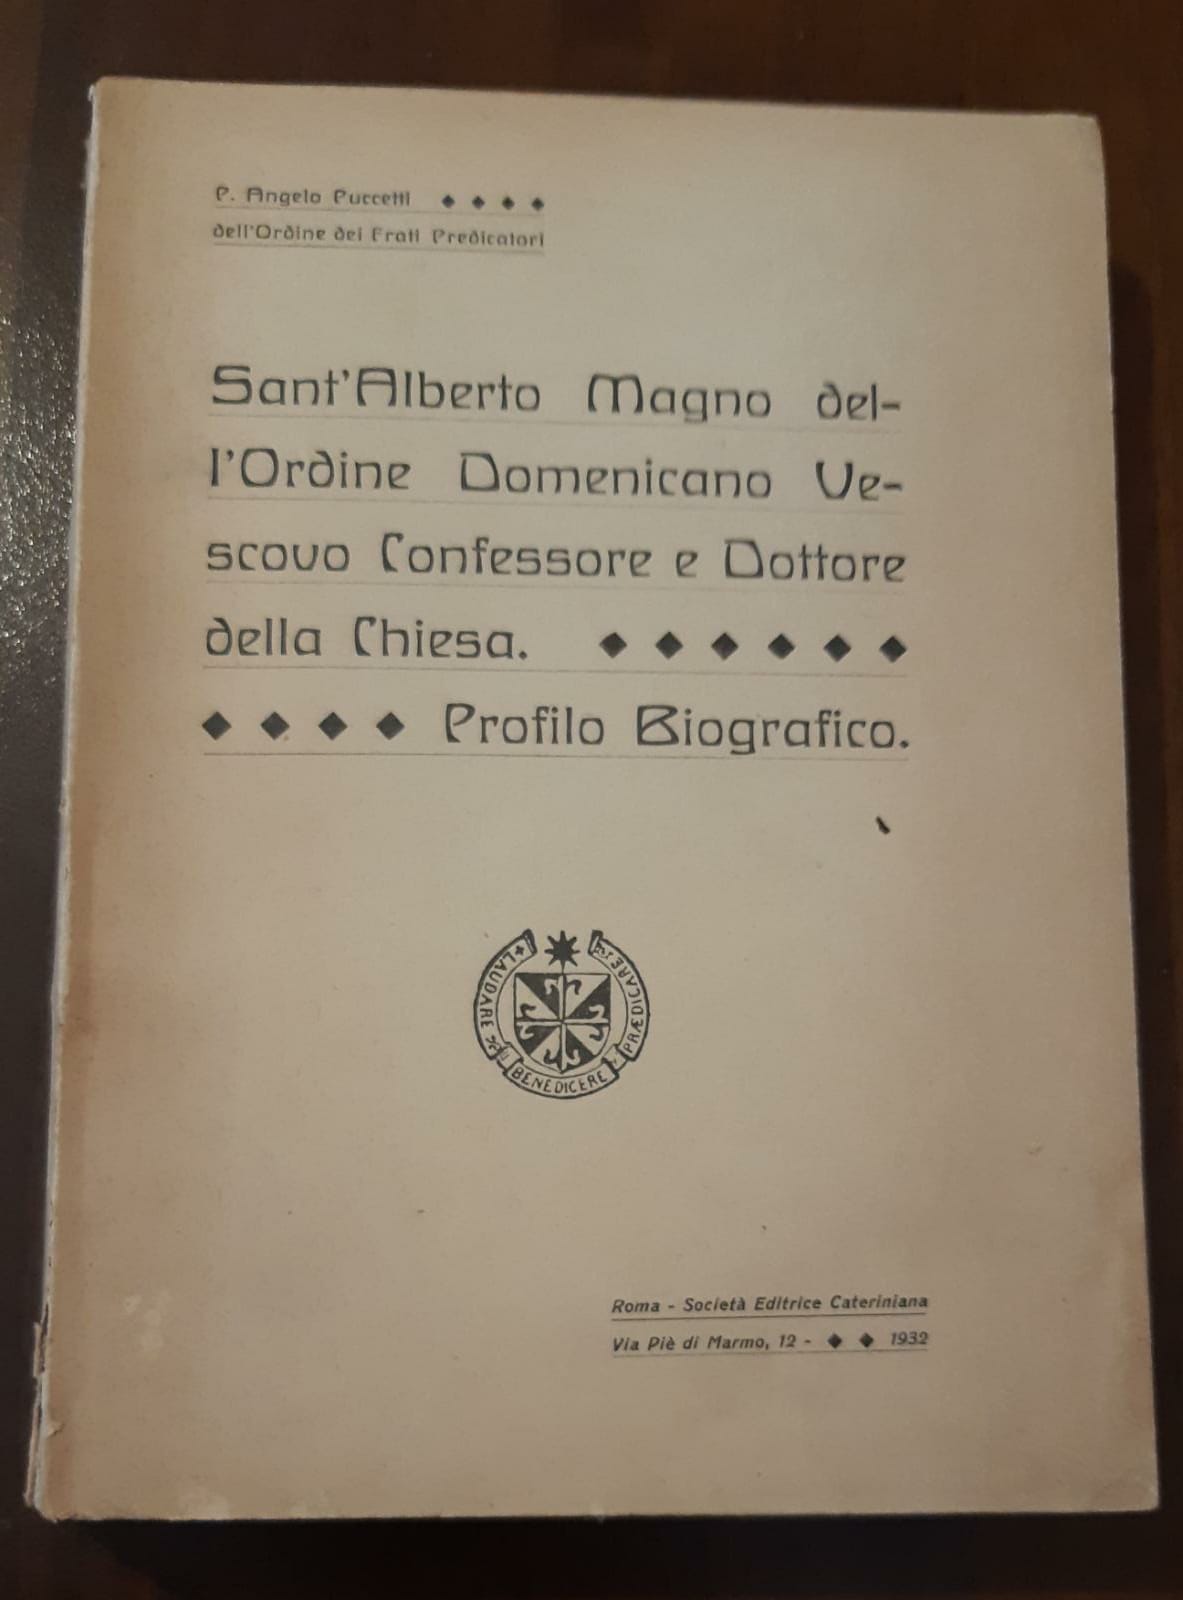 P. Angelo Puccetti ◆ ◆ ◆ ◆
dell'Ordine dei Frati Predicatori
Sant'Alberto Magno del-
l'Ordine Domenicano Ve-
scovo Confessore e Dottore
della Chiesa. ◆ ◆ ◆ ◆ ◆ ◆
◆ ◆ ◆ ◆ Profilo Biografico.
LAUDARE
BENEDICERE
PRÆDICARE
Roma - Società Editrice Cateriniana
Via Piè di Marmo, 12 - ◆ ◆ 1932